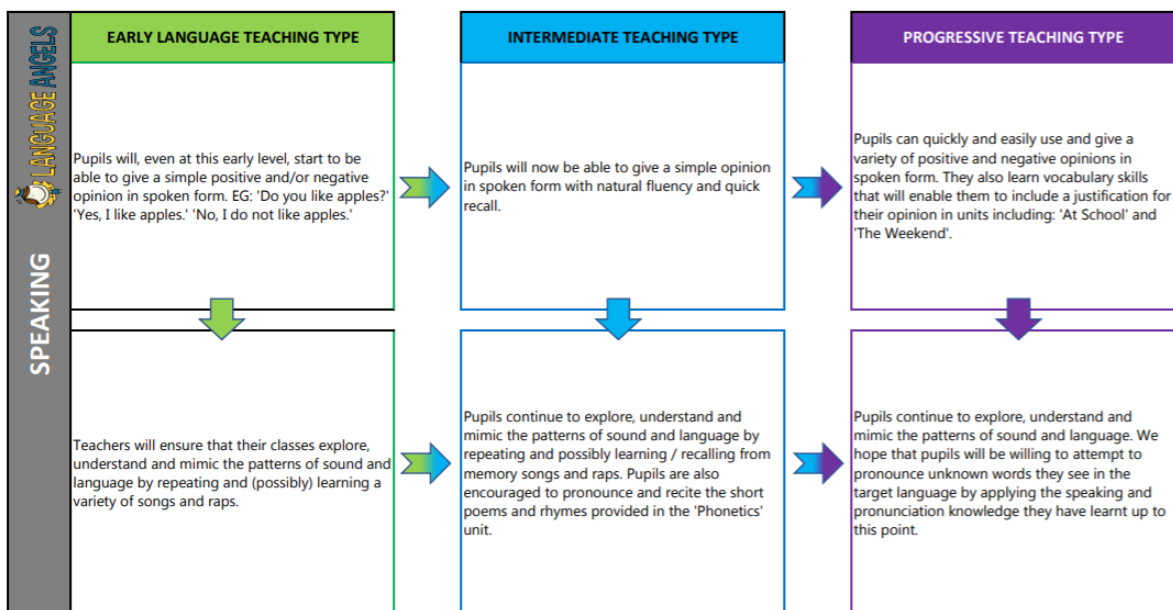 LANGUAGE ANGELS
SPEAKING
EARLY LANGUAGE TEACHING TYPE
INTERMEDIATE TEACHING TYPE
PROGRESSIVE TEACHING TYPE
Pupils will, even at this early level, start to be
able to give a simple positive and/or negative
opinion in spoken form. EG: 'Do you like apples?'
'Yes, I like apples.' 'No, I do not like apples.'
Pupils will now be able to give a simple opinion
in spoken form with natural fluency and quick
recall.
Pupils can quickly and easily use and give a
variety of positive and negative opinions in
spoken form. They also learn vocabulary skills
that will enable them to include a justification for
their opinion in units including: 'At School' and
'The Weekend'.
Teachers will ensure that their classes explore,
understand and mimic the patterns of sound and
language by repeating and (possibly) learning a
variety of songs and raps.
Pupils continue to explore, understand and
mimic the patterns of sound and language by
repeating and possibly learning / recalling from
memory songs and raps. Pupils are also
encouraged to pronounce and recite the short
poems and rhymes provided in the 'Phonetics'
unit.
Pupils continue to explore, understand and
mimic the patterns of sound and language. We
hope that pupils will be willing to attempt to
pronounce unknown words they see in the
target language by applying the speaking and
pronunciation knowledge they have learnt up to
this point.